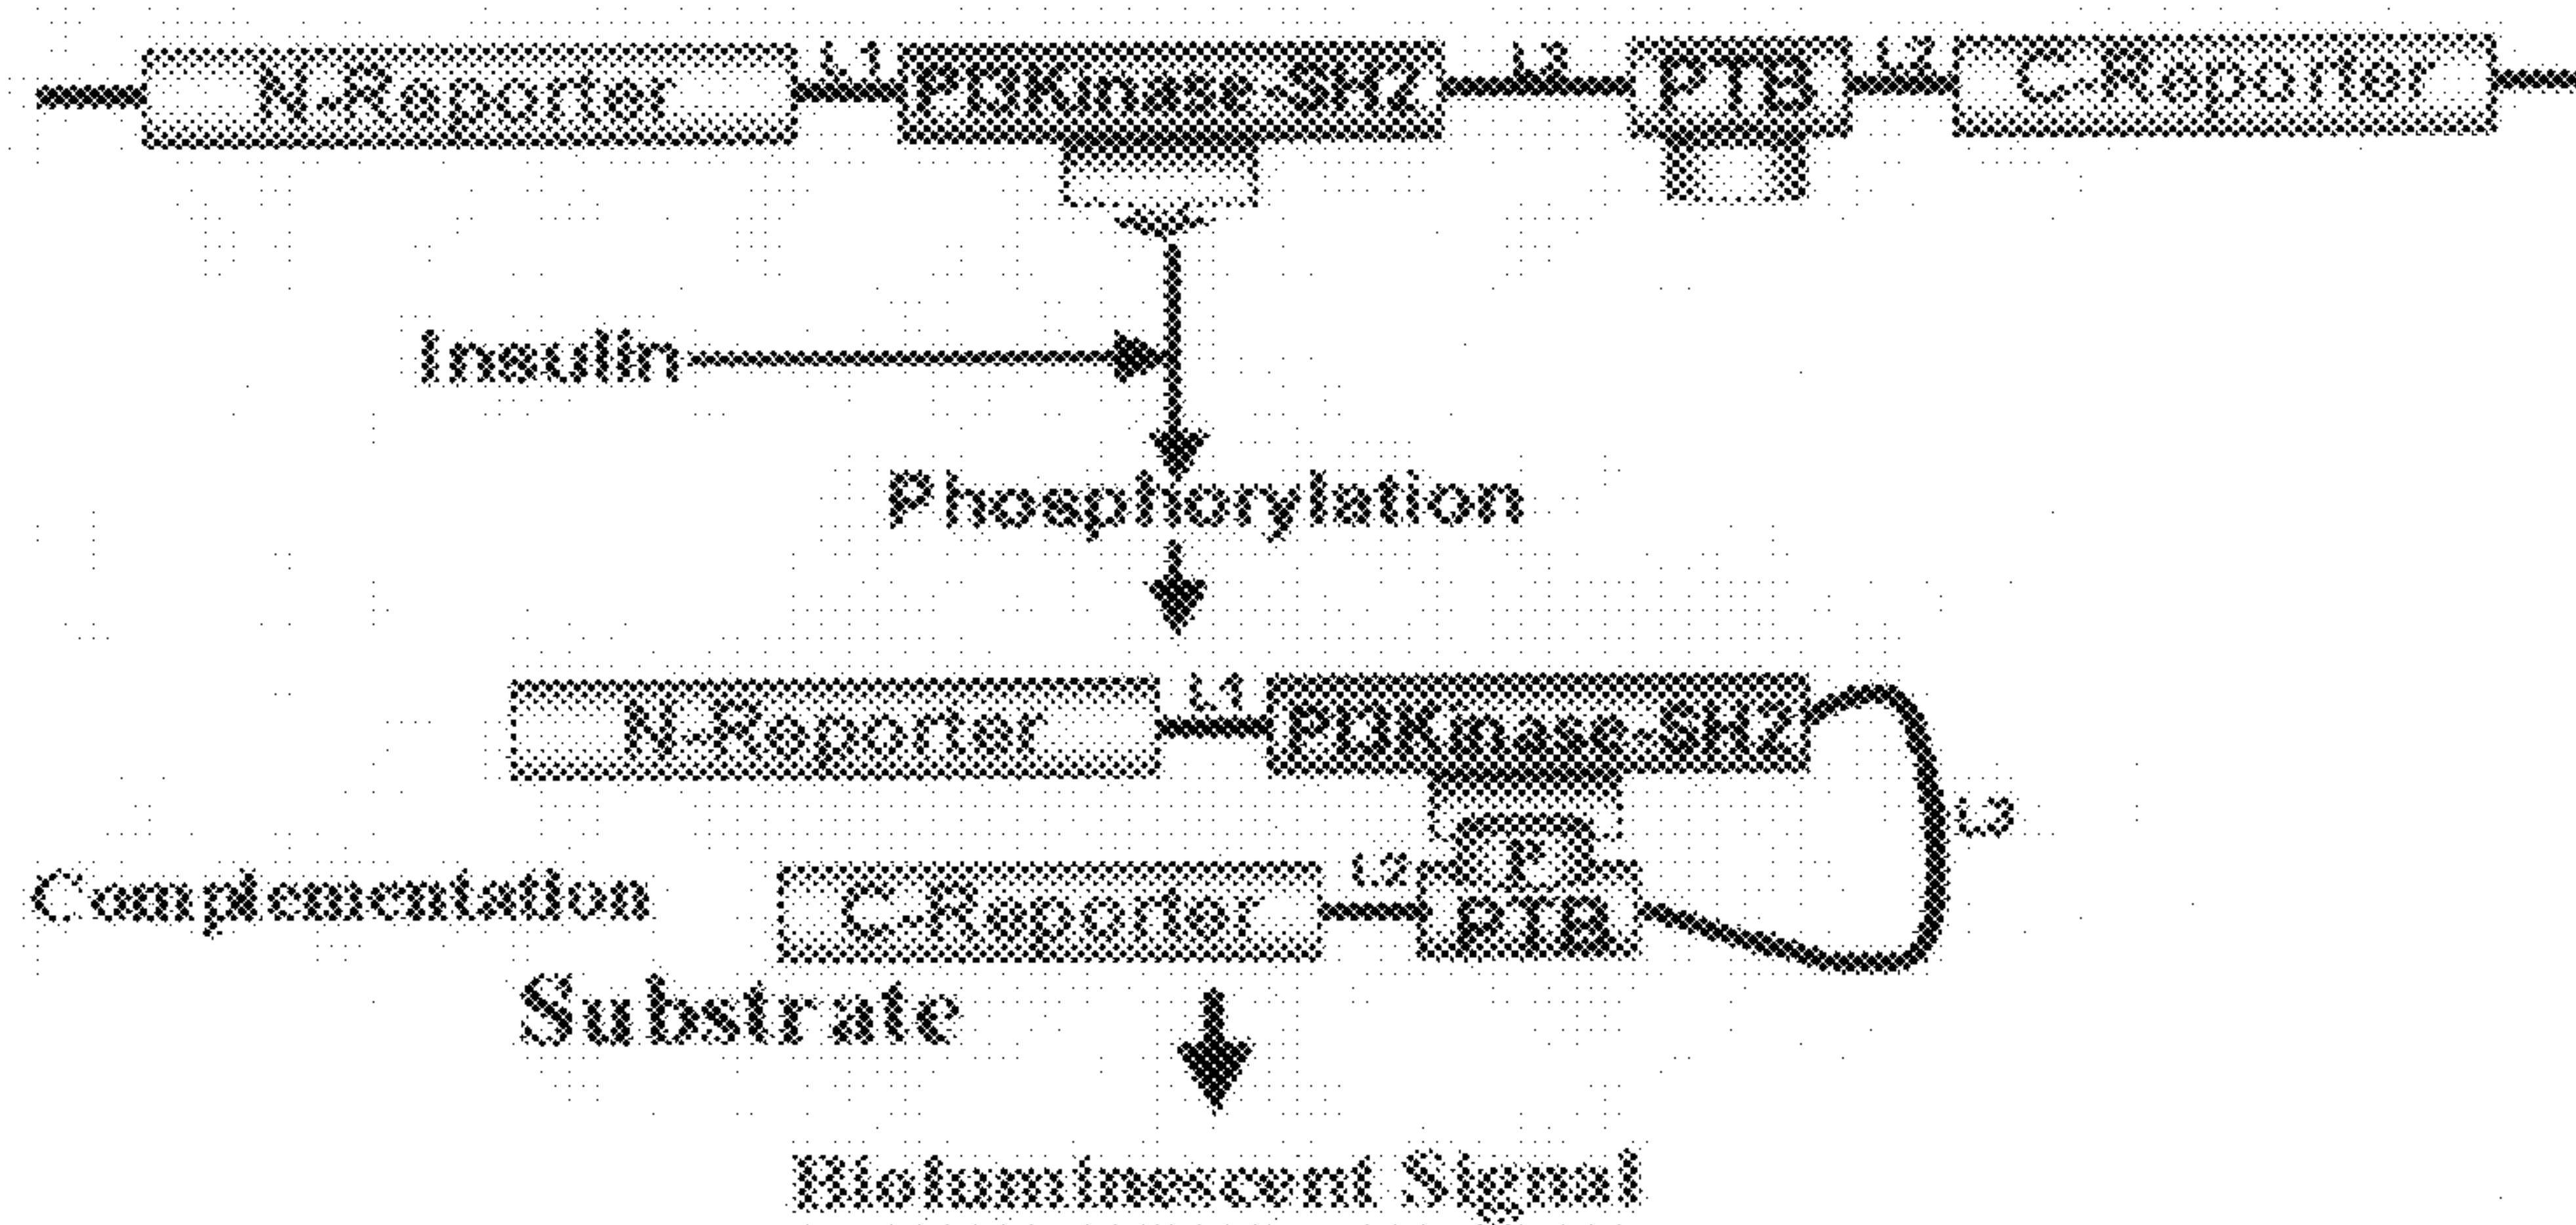 N-Reporter L1 PI3Kinase-SH2 L3 PTB L2 C-Reporter
Insulin
Phosphorylation
N-Reporter L1 PI3Kinase-SH2
L3
P
Complementation C-Reporter L2 PTB
Substrate
Bioluminescent Signal